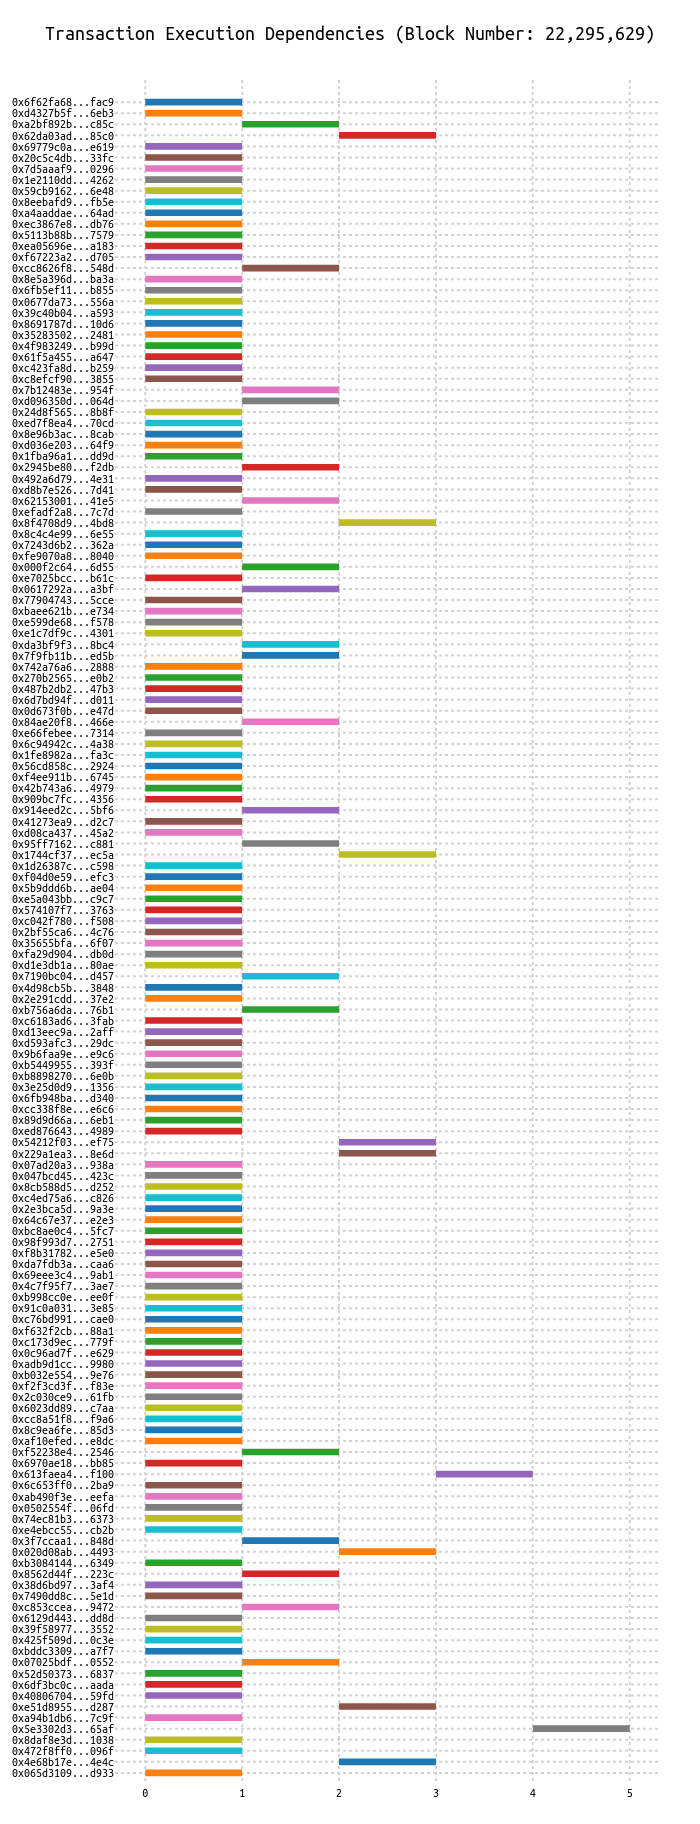 Transaction Execution Dependencies (Block Number: 22,295,629)
0x6f62fa68...fac9
0xd4327b5f...6eb3
0xa2bf892b...c85c
0x62da03ad...85c0
0x69779c0a...e619
0x20c5c4db...33fc
0x7d5aaaf9...0296
0x1e2110dd...4262
0x59cb9162...6e48
0x8eebafd9...fb5e
0xa4aaddae...64ad
0xec3867e8...db76
0x5113b88b...7579
0xea05696e...a183
0xf67223a2...d705
0xcc8626f8...548d
0x8e5a396d...ba3a
0x6fb5ef11...b855
0x0677da73...556a
0x39c40b04...a593
0x8691787d...10d6
0x35283502...2481
0x4f983249...b99d
0x61f5a455...a647
0xc423fa8d...b259
0xc8efcf90...3855
0x7b12483e...954f
0xd096350d...064d
0x24d8f565...8b8f
0xed7f8ea4...70cd
0x8e96b3ac...8cab
0xd036e203...64f9
0x1fba96a1...dd9d
0x2945be80...f2db
0x492a6d79...4e31
0xd8b7e526...7d41
0x62153001...41e5
0xefadf2a8...7c7d
0x8f4708d9...4bd8
0x8c4c4e99...6e55
0x7243d6b2...362a
0xfe9070a8...8040
0x000f2c64...6d55
0xe7025bcc...b61c
0x0617292a...a3bf
0x77904743...5cce
0xbaee621b...e734
0xe599de68...f578
0xe1c7df9c...4301
0xda3bf9f3...8bc4
0x7f9fb11b...ed5b
0x742a76a6...2888
0x270b2565...e0b2
0x487b2db2...47b3
0x6d7bd94f...d011
0x0d673f0b...e47d
0x84ae20f8...466e
0xe66febee...7314
0x6c94942c...4a38
0x1fe8982a...fa3c
0x56cd858c...2924
0xf4ee911b...6745
0x42b743a6...4979
0x909bc7fc...4356
0x914eed2c...5bf6
0x41273ea9...d2c7
0xd08ca437...45a2
0x95ff7162...c881
0x1744cf37...ec5a
0x1d26387c...c598
0xf04d0e59...efc3
0x5b9ddd6b...ae04
0xe5a043bb...c9c7
0x574107f7...3763
0xc042f780...f508
0x2bf55ca6...4c76
0x35655bfa...6f07
0xfa29d904...db0d
0xd1e3db1a...80ae
0x7190bc04...d457
0x4d98cb5b...3848
0x2e291cdd...37e2
0xb756a6da...76b1
0xc6183ad6...3fab
0xd13eec9a...2aff
0xd593afc3...29dc
0x9b6faa9e...e9c6
0xb5449955...393f
0xb8898270...6e0b
0x3e25d0d9...1356
0x6fb948ba...d340
0xcc338f8e...e6c6
0x89d9d66a...6eb1
0xed876643...4989
0x54212f03...ef75
0x229a1ea3...8e6d
0x07ad20a3...938a
0x047bcd45...423c
0x8cb588d5...d252
0xc4ed75a6...c826
0x2e3bca5d...9a3e
0x64c67e37...e2e3
0xbc8ae0c4...5fc7
0x98f993d7...2751
0xf8b31782...e5e0
0xda7fdb3a...caa6
0x69eee3c4...9ab1
0x4c7f95f7...3ae7
0xb998cc0e...ee0f
0x91c0a031...3e85
0xc76bd991...cae0
0xf632f2cb...88a1
0xc173d9ec...779f
0x0c96ad7f...e629
0xadb9d1cc...9980
0xb032e554...9e76
0xf2f3cd3f...f83e
0x2c030ce9...61fb
0x6023dd89...c7aa
0xcc8a51f8...f9a6
0x8c9ea6fe...85d3
0xaf10efed...e8dc
0xf52238e4...2546
0x6970ae18...bb85
0x613faea4...f100
0x6c653ff0...2ba9
0xab490f3e...eefa
0x0502554f...06fd
0x74ec81b3...6373
0xe4ebcc55...cb2b
0x3f7ccaa1...848d
0x020d08ab...4493
0xb3084144...6349
0x8562d44f...223c
0x38d6bd97...3af4
0x7490dd8c...5e1d
0xc853ccea...9472
0x6129d443...dd8d
0x39f58977...3552
0x425f509d...0c3e
0xbddc3309...a7f7
0x07025bdf...0552
0x52d50373...6837
0x6df3bc0c...aada
0x40806704...59fd
0xe51d8955...d287
0xa94b1db6...7c9f
0x5e3302d3...65af
0x8daf8e3d...1038
0x472f8ff0...096f
0x4e68b17e...4e4c
0x065d3109...d933
0 1 2 3 4 5